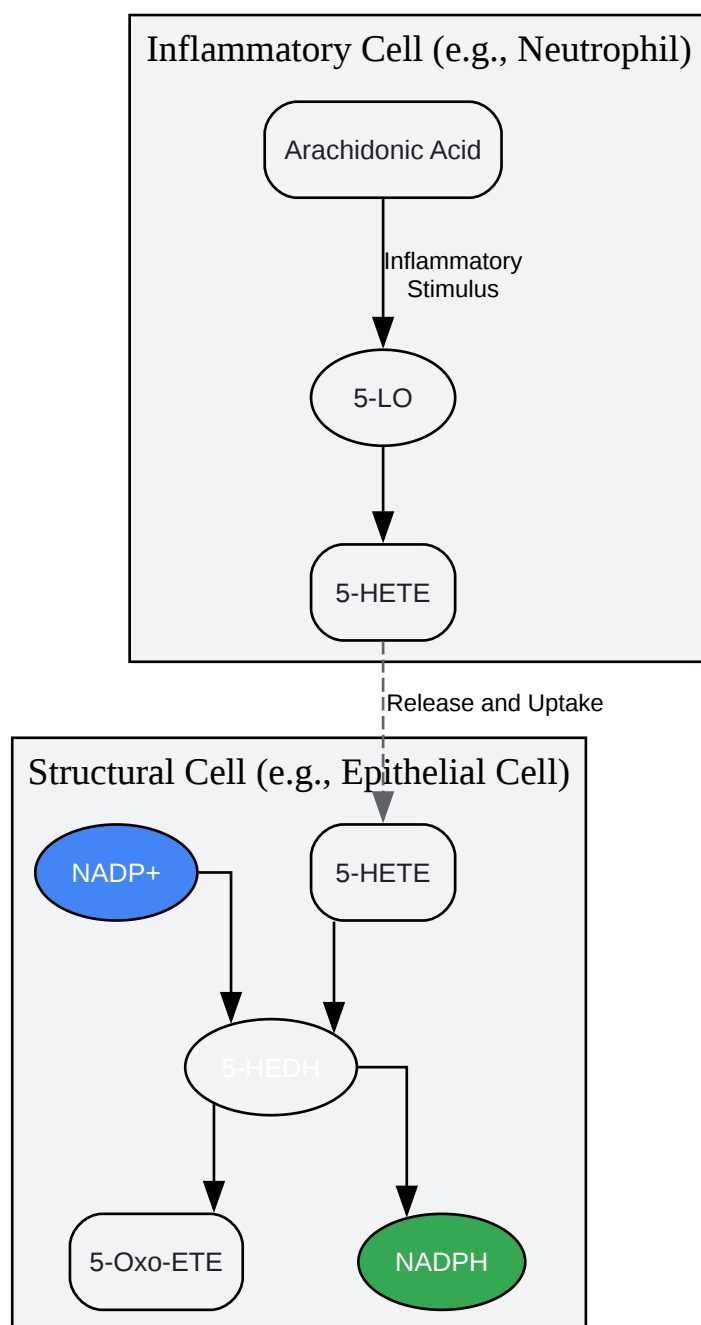 Inflammatory Cell (e.g., Neutrophil)
Arachidonic Acid
Inflammatory
Stimulus
5-LO
5-HETE
Release and Uptake
Structural Cell (e.g., Epithelial Cell)
NADP+
5-HETE
5-HEDH
5-Oxo-ETE
NADPH